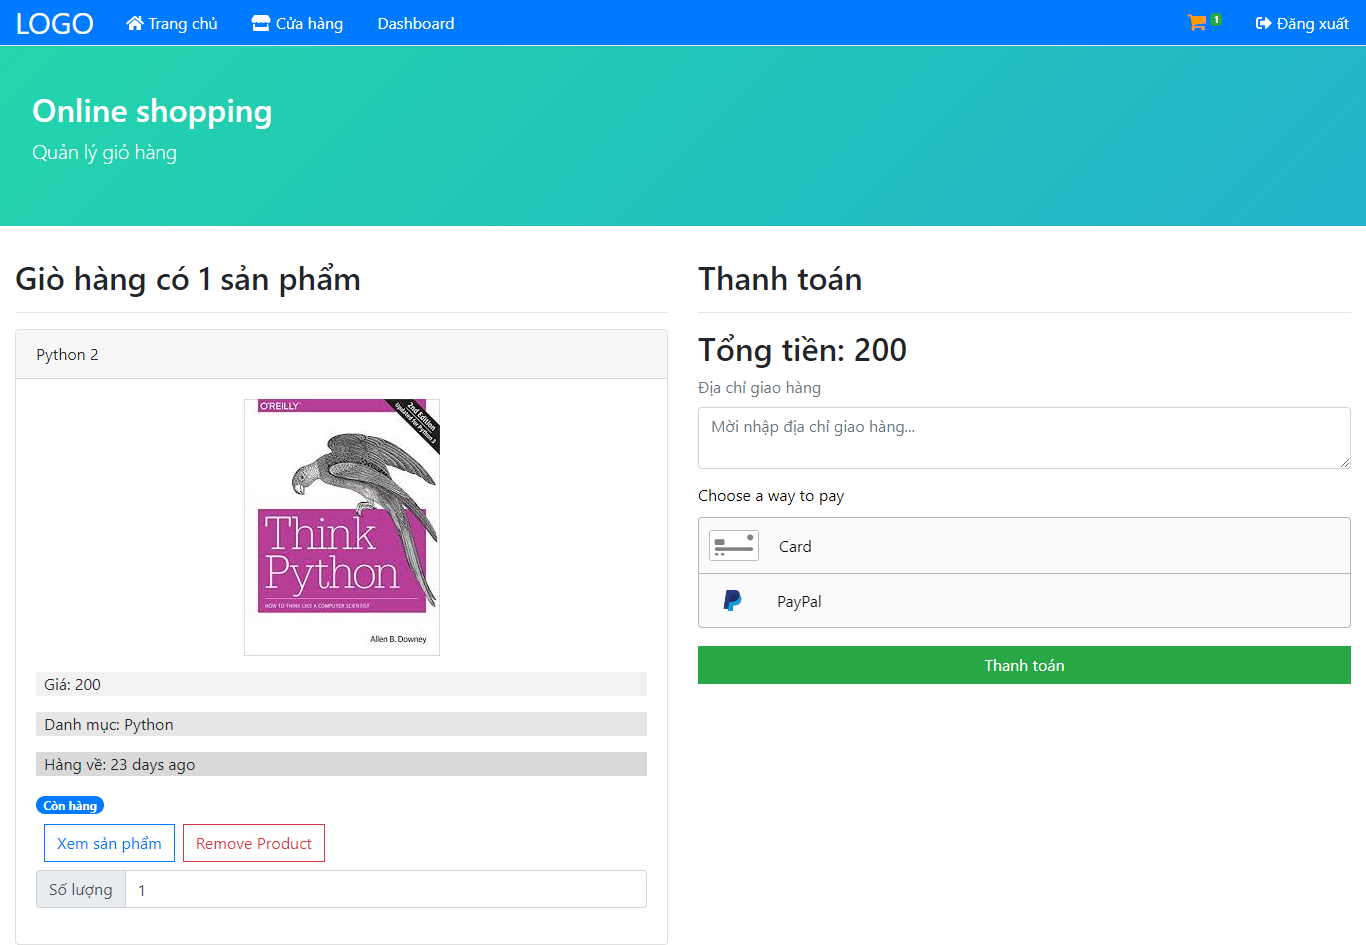 LOGO Trang chủ Cửa hàng Dashboard 1 Đăng xuất
Online shopping
Quản lý giỏ hàng
Giỏ hàng có 1 sản phẩm
Python 2
O'REILLY
2nd Edition
Updated for Python 3
Think
Python
HOW TO THINK LIKE A COMPUTER SCIENTIST
Allen B. Downey
Giá: 200
Danh mục: Python
Hàng về: 23 days ago
Còn hàng
Xem sản phẩm Remove Product
Số lượng 1
Thanh toán
Tổng tiền: 200
Địa chỉ giao hàng
Mời nhập địa chỉ giao hàng...
Choose a way to pay
Card
PayPal
Thanh toán